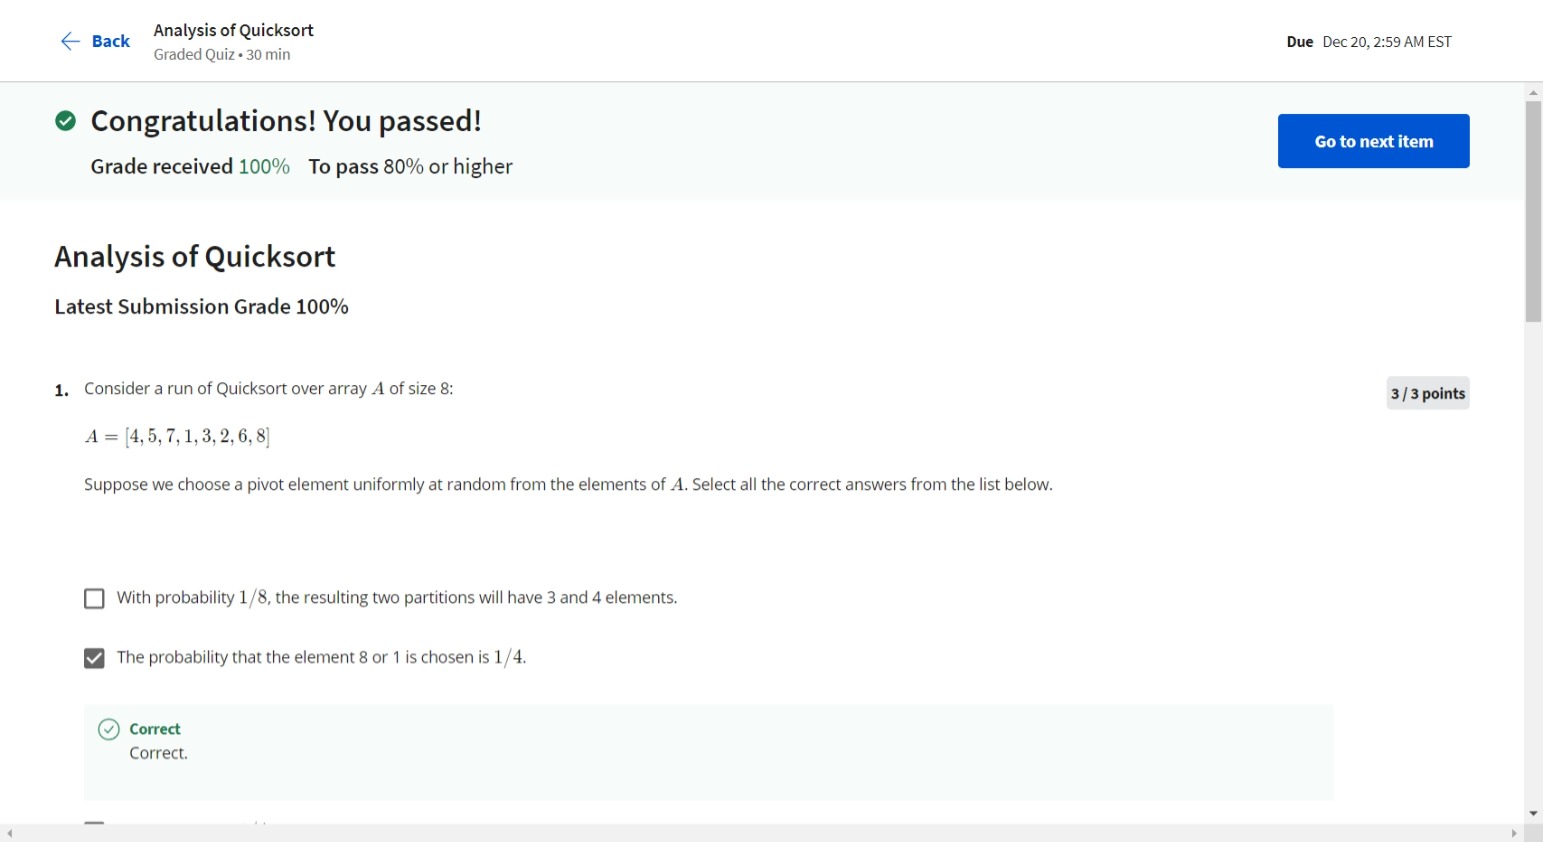 Back
Analysis of Quicksort
Graded Quiz • 30 min
Due Dec 20, 2:59 AM EST
Congratulations! You passed!
Grade received 100% To pass 80% or higher
Go to next item
Analysis of Quicksort
Latest Submission Grade 100%
1. Consider a run of Quicksort over array A of size 8:
3 / 3 points
A = [4, 5, 7, 1, 3, 2, 6, 8]
Suppose we choose a pivot element uniformly at random from the elements of A. Select all the correct answers from the list below.
With probability 1/8, the resulting two partitions will have 3 and 4 elements.
The probability that the element 8 or 1 is chosen is 1/4.
Correct
Correct.